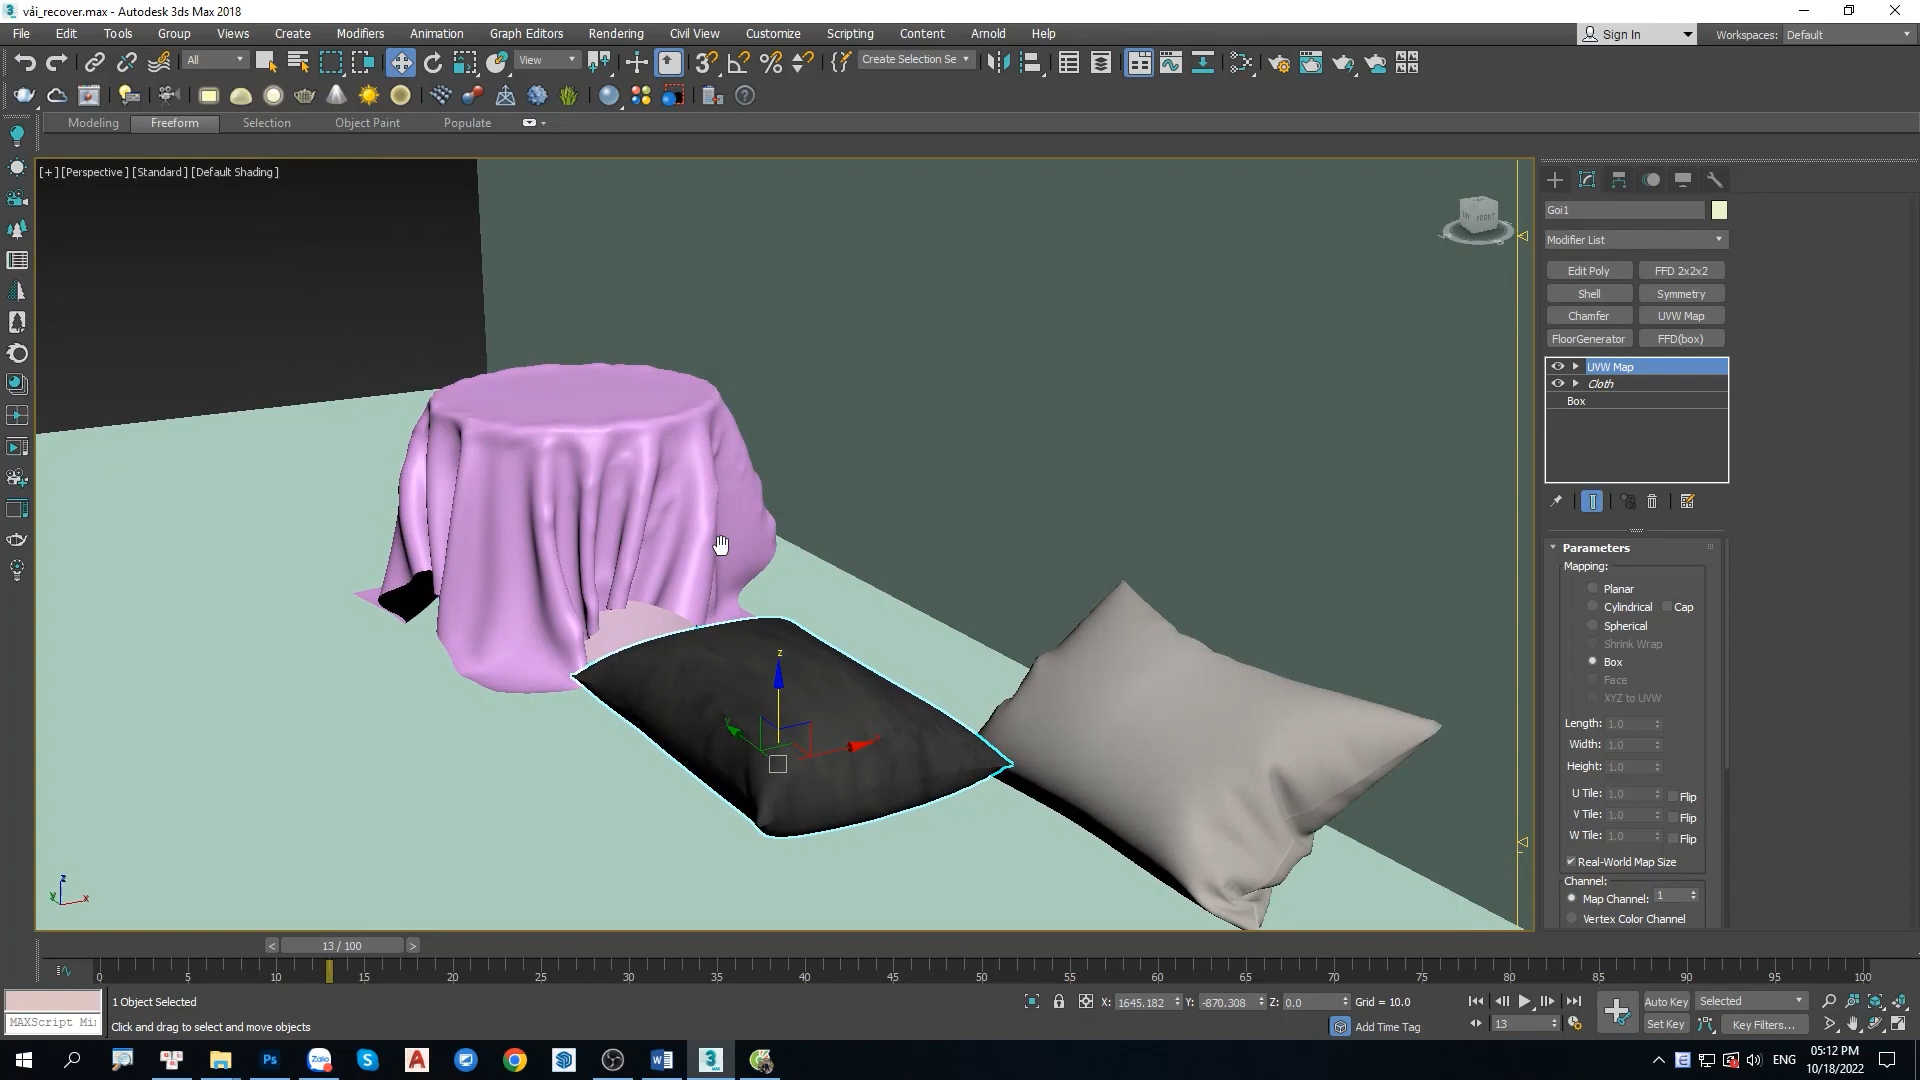 vải_recover.max - Autodesk 3ds Max 2018
File Edit Tools Group Views Create Modifiers Animation Graph Editors Rendering Civil View Customize Scripting Content Arnold Help
Sign In
Workspaces: Default
All
View
Create Selection Se
Modeling Freeform Selection Object Paint Populate
[+] [Perspective] [Standard] [Default Shading]
FRONT
Goi1
Modifier List
Edit Poly FFD 2x2x2
Shell Symmetry
Chamfer UVW Map
FloorGenerator FFD(box)
UVW Map
Cloth
Box
Parameters
Mapping:
Planar
Cylindrical Cap
Spherical
Shrink Wrap
Box
Face
XYZ to UVW
Length: 1.0
Width: 1.0
Height: 1.0
U Tile: 1.0 Flip
V Tile: 1.0 Flip
W Tile: 1.0 Flip
Real-World Map Size
Channel:
Map Channel: 1
Vertex Color Channel
z
y
x
z
y
x
< 13 / 100 >
0 5 10 15 20 25 30 35 40 45 50 55 60 65 70 75 80 85 90 95 100
1 Object Selected
X: 1645.182 Y: -870.308 Z: 0.0 Grid = 10.0
Auto Key Selected
MAXScript Mi
Click and drag to select and move objects
Add Time Tag
13
Set Key Key Filters...
Ps
Zalo
ENG
05:12 PM
10/18/2022